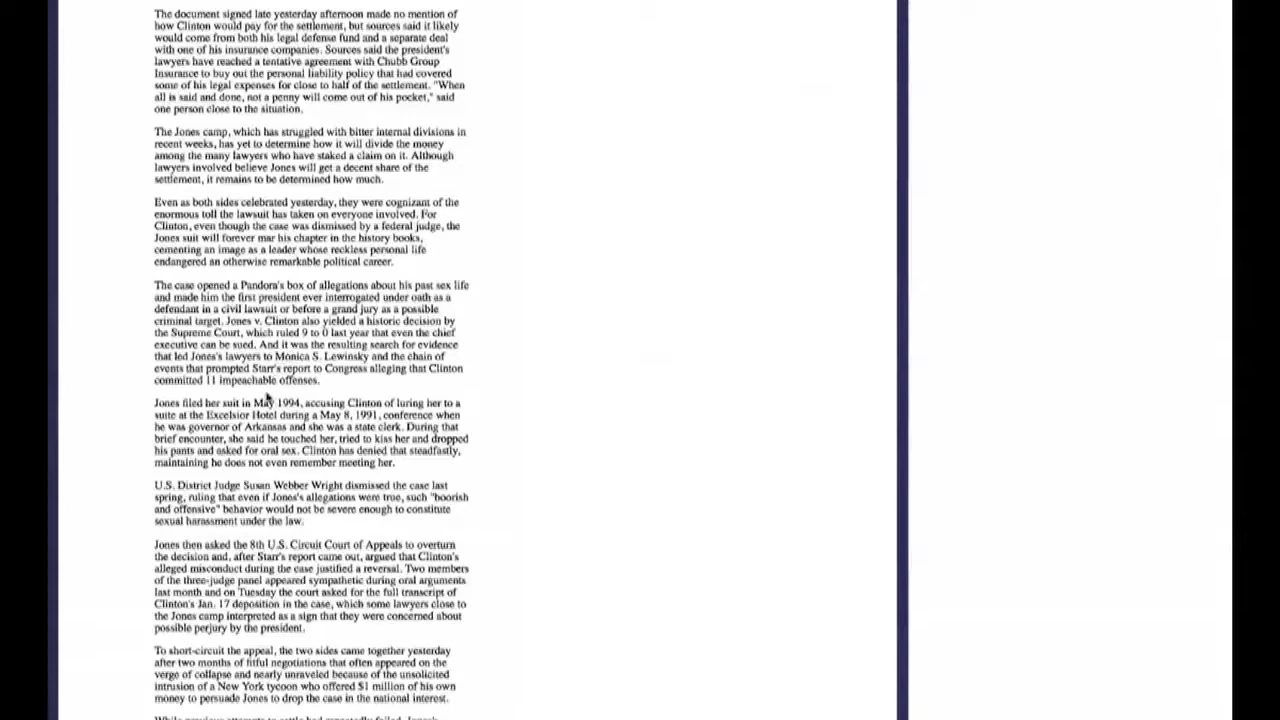 The document signed late yesterday afternoon made no mention of
how Clinton would pay for the settlement, but sources said it likely
would come from both his legal defense fund and a separate deal
with one of his insurance companies. Sources said the president's
lawyers have reached a tentative agreement with Chubb Group
Insurance to buy out the personal liability policy that had covered
some of his legal expenses for close to half of the settlement. "When
all is said and done, not a penny will come out of his pocket," said
one person close to the situation.
The Jones camp, which has struggled with bitter internal divisions in
recent weeks, has yet to determine how it will divide the money
among the many lawyers who have staked a claim on it. Although
lawyers involved believe Jones will get a decent share of the
settlement, it remains to be determined how much.
Even as both sides celebrated yesterday, they were cognizant of the
enormous toll the lawsuit has taken on everyone involved. For
Clinton, even though the case was dismissed by a federal judge, the
Jones suit will forever mar his chapter in the history books,
cementing an image as a leader whose reckless personal life
endangered an otherwise remarkable political career.
The case opened a Pandora's box of allegations about his past sex life
and made him the first president ever interrogated under oath as a
defendant in a civil lawsuit or before a grand jury as a possible
criminal target. Jones v. Clinton also yielded a historic decision by
the Supreme Court, which ruled 9 to 0 last year that even the chief
executive can be sued. And it was the resulting search for evidence
that led Jones's lawyers to Monica S. Lewinsky and the chain of
events that prompted Starr's report to Congress alleging that Clinton
committed 11 impeachable offenses.
Jones filed her suit in May 1994, accusing Clinton of luring her to a
suite at the Excelsior Hotel during a May 8, 1991, conference when
he was governor of Arkansas and she was a state clerk. During that
brief encounter, she said he touched her, tried to kiss her and dropped
his pants and asked for oral sex. Clinton has denied that steadfastly,
maintaining he does not even remember meeting her.
U.S. District Judge Susan Webber Wright dismissed the case last
spring, ruling that even if Jones's allegations were true, such "boorish
and offensive" behavior would not be severe enough to constitute
sexual harassment under the law.
Jones then asked the 8th U.S. Circuit Court of Appeals to overturn
the decision and, after Starr's report came out, argued that Clinton's
alleged misconduct during the case justified a reversal. Two members
of the three-judge panel appeared sympathetic during oral arguments
last month and on Tuesday the court asked for the full transcript of
Clinton's Jan. 17 deposition in the case, which some lawyers close to
the Jones camp interpreted as a sign that they were concerned about
possible perjury by the president.
To short-circuit the appeal, the two sides came together yesterday
after two months of fitful negotiations that often appeared on the
verge of collapse and nearly unraveled because of the unsolicited
intrusion of a New York tycoon who offered $1 million of his own
money to persuade Jones to drop the case in the national interest.